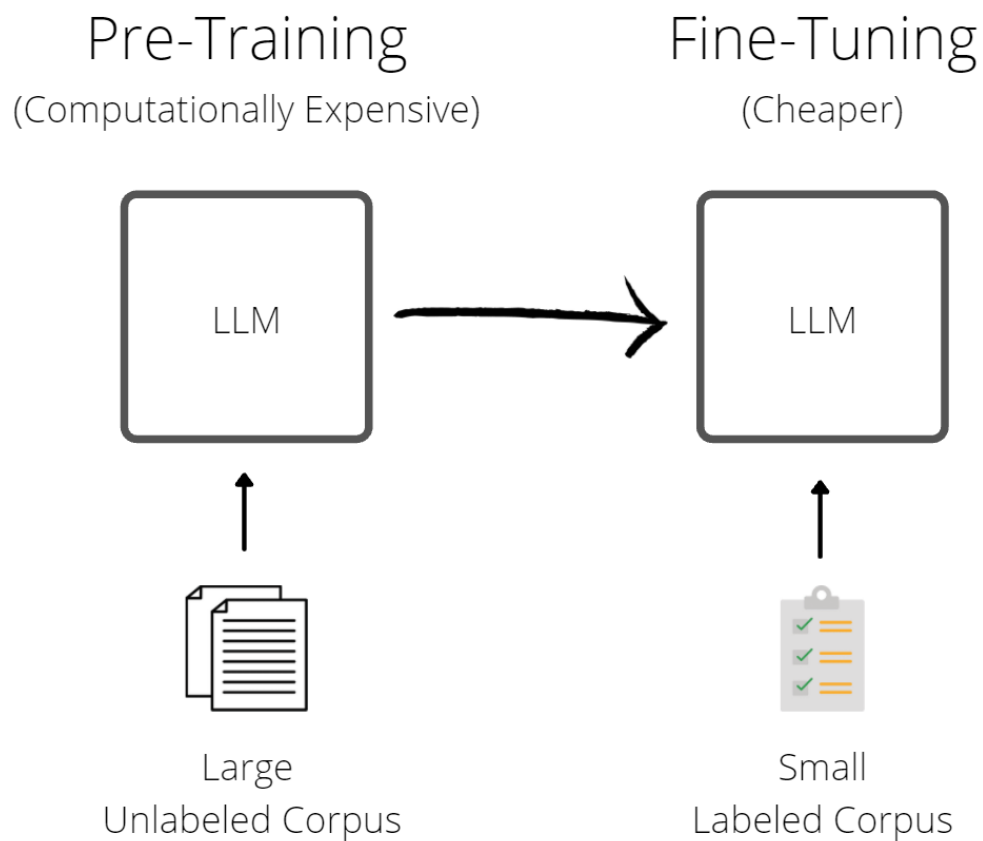 Pre-Training
(Computationally Expensive)
LLM
Large
Unlabeled Corpus
Fine-Tuning
(Cheaper)
LLM
Small
Labeled Corpus